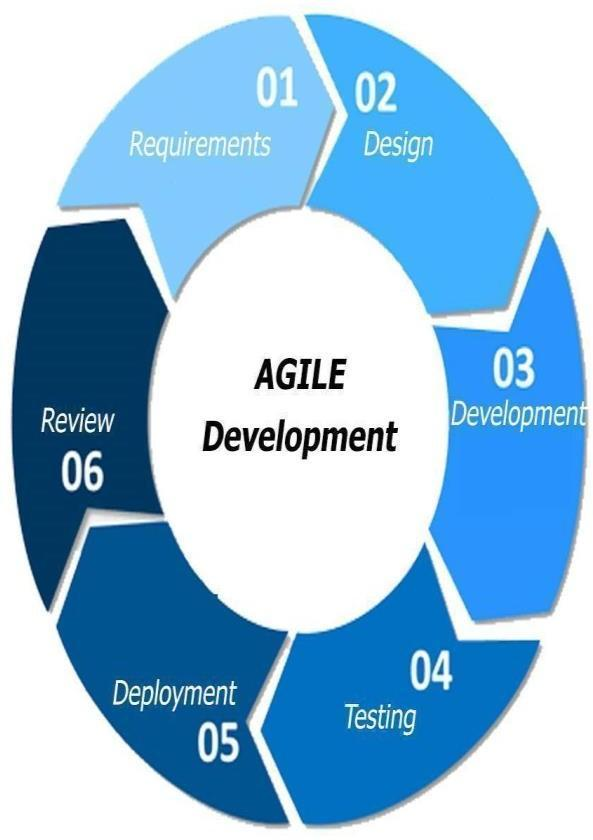 01
Requirements
02
Design
03
Development
04
Testing
Deployment
05
Review
06
AGILE
Development